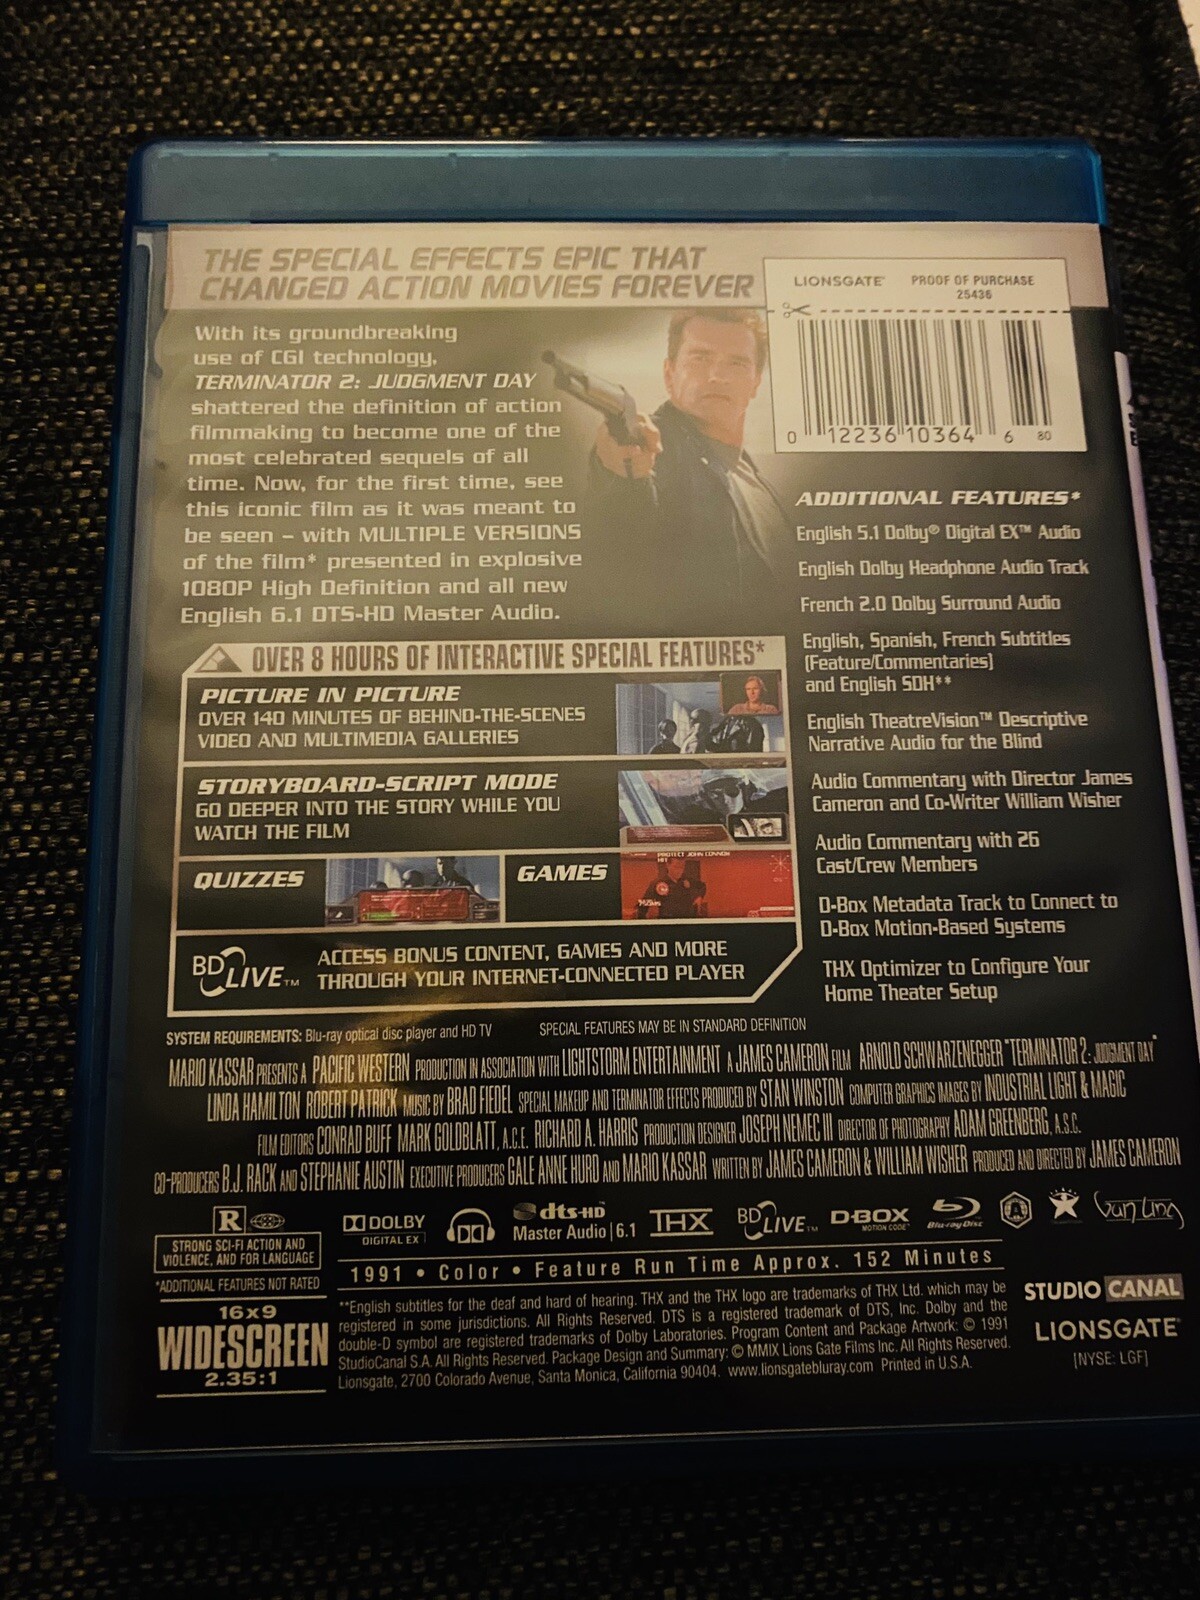 THE SPECIAL EFFECTS EPIC THAT
CHANGED ACTION MOVIES FOREVER
LIONSGATE® PROOF OF PURCHASE
25436
0 12236 10364 6 80
With its groundbreaking
use of CGI technology,
TERMINATOR 2: JUDGMENT DAY
shattered the definition of action
filmmaking to become one of the
most celebrated sequels of all
time. Now, for the first time, see
this iconic film as it was meant to
be seen – with MULTIPLE VERSIONS
of the film* presented in explosive
1080P High Definition and all new
English 6.1 DTS-HD Master Audio.
OVER 8 HOURS OF INTERACTIVE SPECIAL FEATURES*
PICTURE IN PICTURE
OVER 140 MINUTES OF BEHIND-THE-SCENES
VIDEO AND MULTIMEDIA GALLERIES
STORYBOARD-SCRIPT MODE
GO DEEPER INTO THE STORY WHILE YOU
WATCH THE FILM
QUIZZES
GAMES
PROTECT JOHN CONNOR
BD LIVE™
ACCESS BONUS CONTENT, GAMES AND MORE
THROUGH YOUR INTERNET-CONNECTED PLAYER
ADDITIONAL FEATURES*
English 5.1 Dolby® Digital EX™ Audio
English Dolby Headphone Audio Track
French 2.0 Dolby Surround Audio
English, Spanish, French Subtitles
(Feature/Commentaries)
and English SDH**
English TheatreVision™ Descriptive
Narrative Audio for the Blind
Audio Commentary with Director James
Cameron and Co-Writer William Wisher
Audio Commentary with 26
Cast/Crew Members
D-Box Metadata Track to Connect to
D-Box Motion-Based Systems
THX Optimizer to Configure Your
Home Theater Setup
SYSTEM REQUIREMENTS: Blu-ray optical disc player and HD TV SPECIAL FEATURES MAY BE IN STANDARD DEFINITION
MARIO KASSAR PRESENTS A PACIFIC WESTERN PRODUCTION IN ASSOCIATION WITH LIGHTSTORM ENTERTAINMENT A JAMES CAMERON FILM ARNOLD SCHWARZENEGGER "TERMINATOR 2: JUDGMENT DAY"
LINDA HAMILTON ROBERT PATRICK MUSIC BY BRAD FIEDEL SPECIAL MAKEUP AND TERMINATOR EFFECTS PRODUCED BY STAN WINSTON COMPUTER GRAPHICS IMAGES BY INDUSTRIAL LIGHT & MAGIC
FILM EDITORS CONRAD BUFF MARK GOLDBLATT, A.C.E. RICHARD A. HARRIS PRODUCTION DESIGNER JOSEPH NEMEC III DIRECTOR OF PHOTOGRAPHY ADAM GREENBERG, A.S.C.
CO-PRODUCERS B.J. RACK AND STEPHANIE AUSTIN EXECUTIVE PRODUCERS GALE ANNE HURD AND MARIO KASSAR WRITTEN BY JAMES CAMERON & WILLIAM WISHER PRODUCED AND DIRECTED BY JAMES CAMERON
R
STRONG SCI-FI ACTION AND
VIOLENCE, AND FOR LANGUAGE
*ADDITIONAL FEATURES NOT RATED
16x9
WIDESCREEN
2.35:1
DOLBY
DIGITAL EX
dts-HD
Master Audio | 6.1
THX
BD LIVE™
D-BOX
MOTION CODE™
Blu-ray Disc
Van Ling
1991 • Color • Feature Run Time Approx. 152 Minutes
**English subtitles for the deaf and hard of hearing. THX and the THX logo are trademarks of THX Ltd. which may be
registered in some jurisdictions. All Rights Reserved. DTS is a registered trademark of DTS, Inc. Dolby and the
double-D symbol are registered trademarks of Dolby Laboratories. Program Content and Package Artwork: © 1991
StudioCanal S.A. All Rights Reserved. Package Design and Summary: © MMIX Lions Gate Films Inc. All Rights Reserved.
Lionsgate, 2700 Colorado Avenue, Santa Monica, California 90404. www.lionsgatebluray.com Printed in U.S.A.
STUDIO CANAL
LIONSGATE®
[NYSE: LGF]